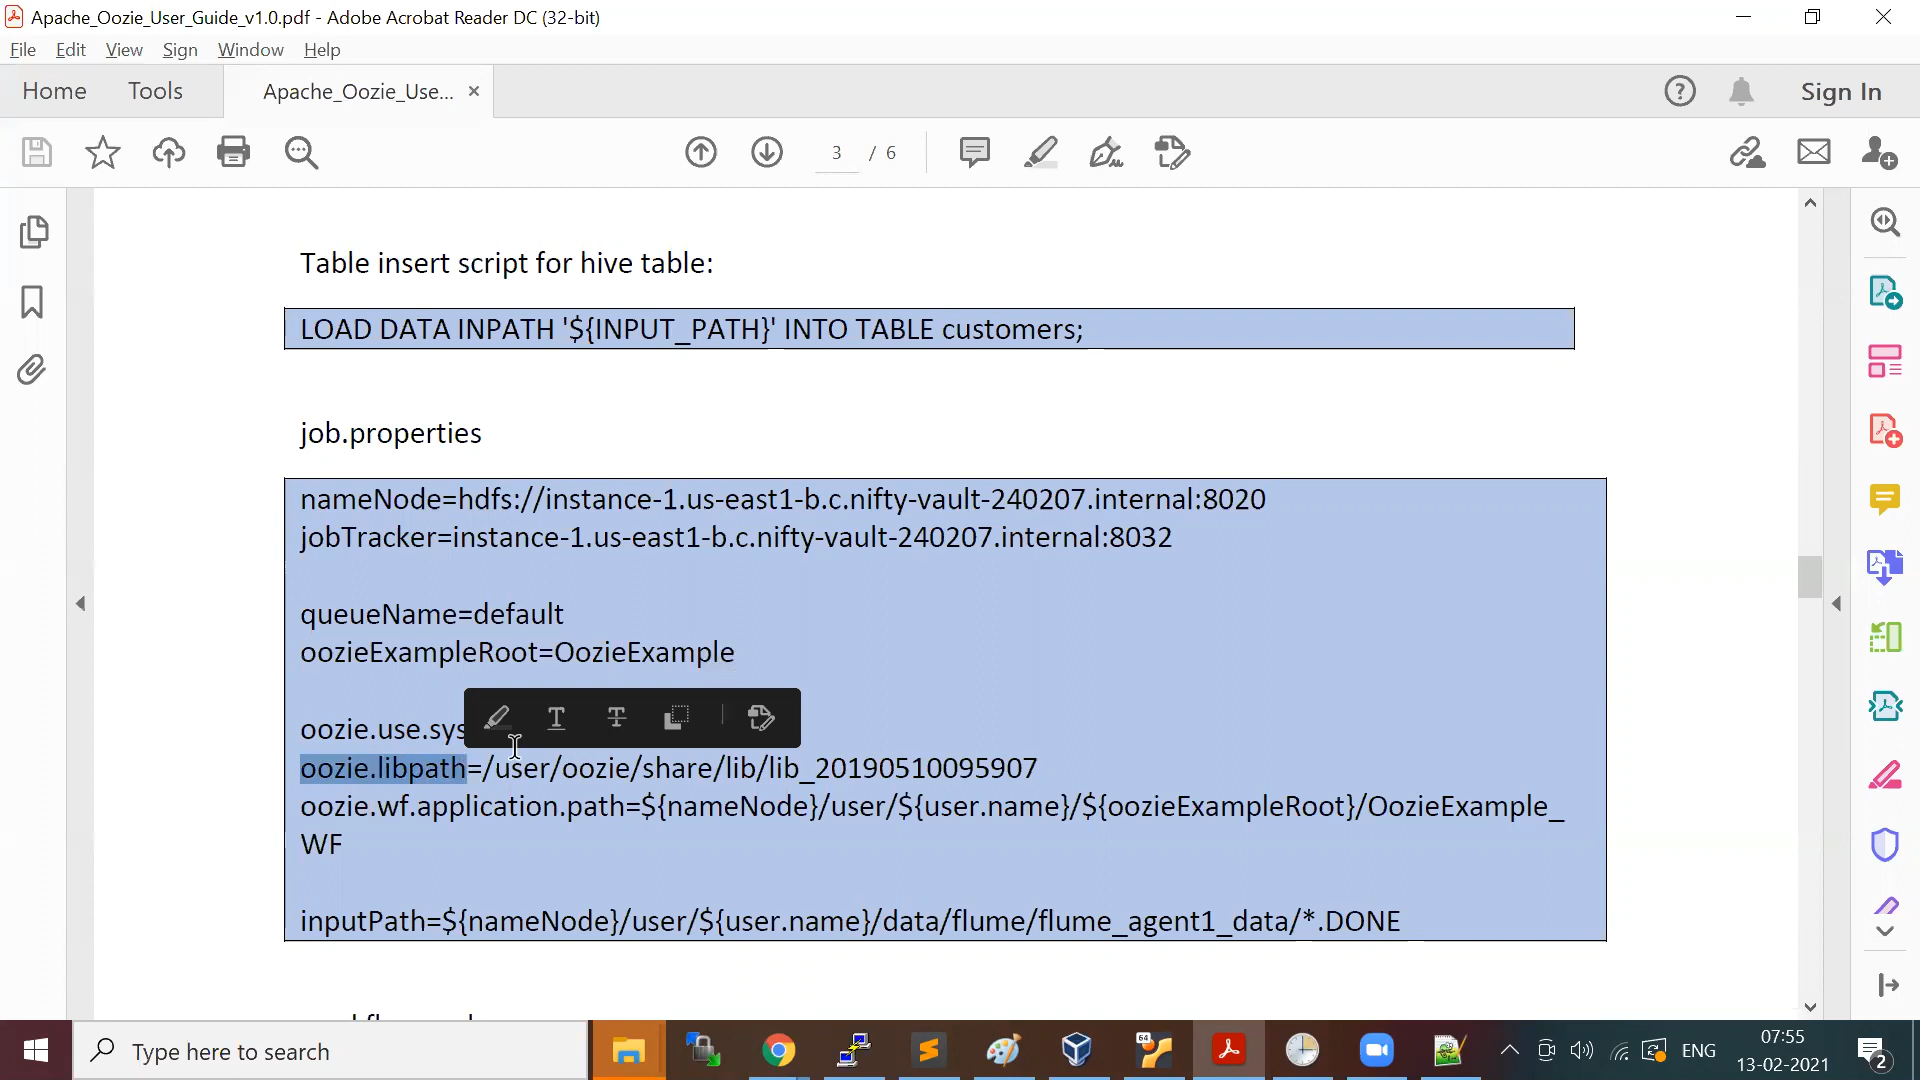 Apache_Oozie_User_Guide_v1.0.pdf - Adobe Acrobat Reader DC (32-bit)
File Edit View Sign Window Help
Home Tools Apache_Oozie_Use... × Sign In
3 / 6
Table insert script for hive table:
LOAD DATA INPATH '${INPUT_PATH}' INTO TABLE customers;
job.properties
nameNode=hdfs://instance-1.us-east1-b.c.nifty-vault-240207.internal:8020
jobTracker=instance-1.us-east1-b.c.nifty-vault-240207.internal:8032
queueName=default
oozieExampleRoot=OozieExample
oozie.use.sys
oozie.libpath=/user/oozie/share/lib/lib_20190510095907
oozie.wf.application.path=${nameNode}/user/${user.name}/${oozieExampleRoot}/OozieExample_
WF
inputPath=${nameNode}/user/${user.name}/data/flume/flume_agent1_data/*.DONE
Type here to search
64
ENG
07:55
13-02-2021
2